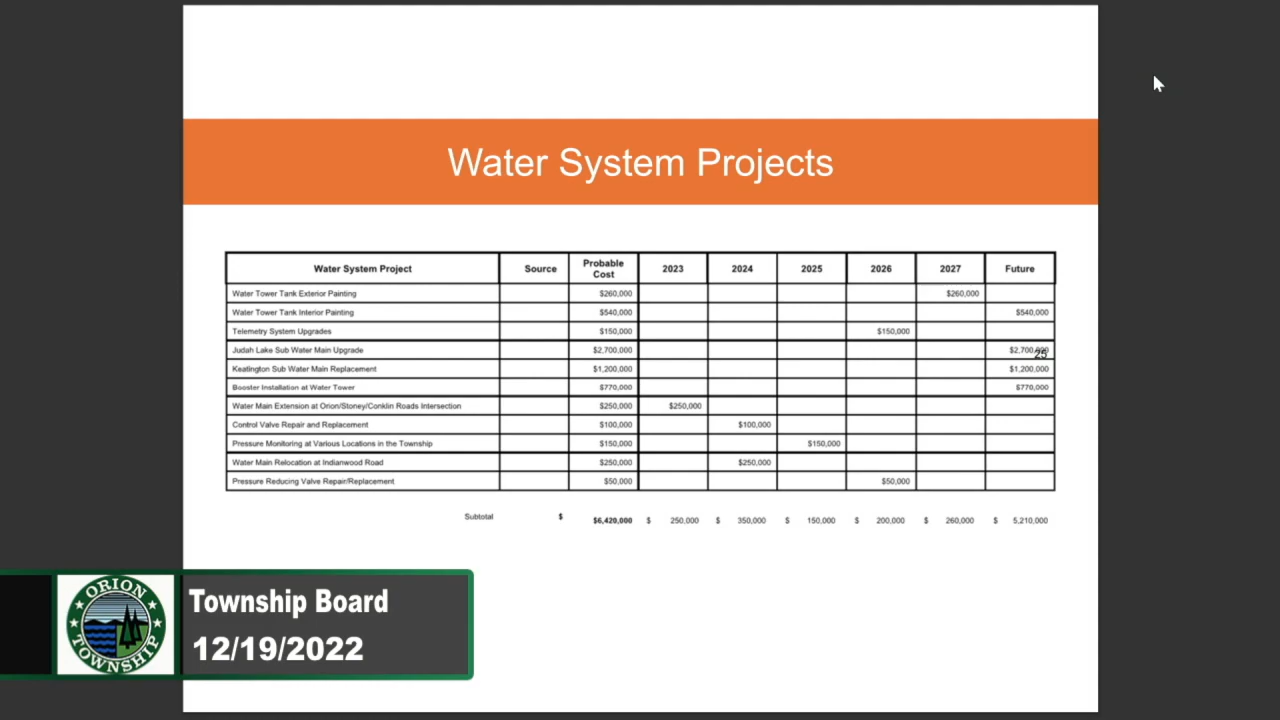 Water System Projects
Water System Project Source Probable Cost 2023 2024 2025 2026 2027 Future
Water Tower Tank Exterior Painting $260,000 $260,000
Water Tower Tank Interior Painting $540,000 $540,000
Telemetry System Upgrades $150,000 $150,000
Judah Lake Sub Water Main Upgrade $2,700,000 $2,700,000
25
Keatington Sub Water Main Replacement $1,200,000 $1,200,000
Booster Installation at Water Tower $770,000 $770,000
Water Main Extension at Orion/Stoney/Conklin Roads Intersection $250,000 $250,000
Control Valve Repair and Replacement $100,000 $100,000
Pressure Monitoring at Various Locations in the Township $150,000 $150,000
Water Main Relocation at Indianwood Road $250,000 $250,000
Pressure Reducing Valve Repair/Replacement $50,000 $50,000
Subtotal $ $6,420,000 $ 250,000 $ 350,000 $ 150,000 $ 200,000 $ 260,000 $ 5,210,000
ORION TOWNSHIP
Township Board
12/19/2022